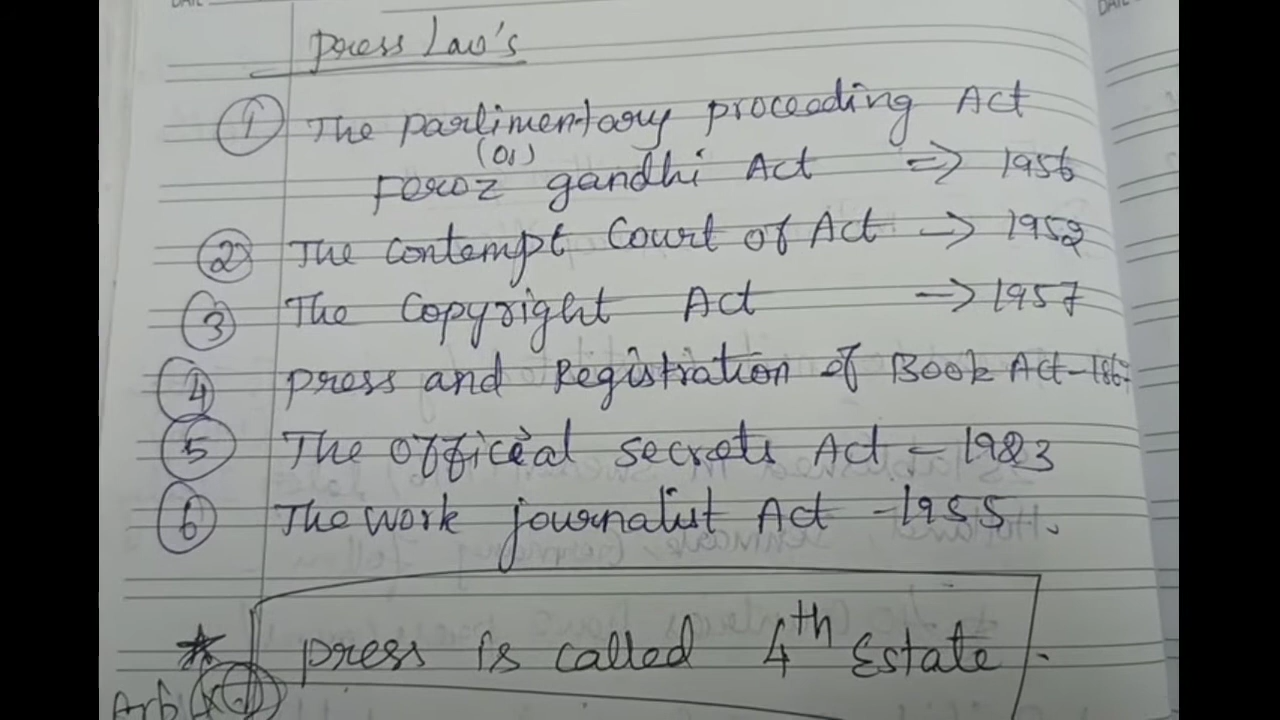 Press Law's
① The parlimentary proceeding Act
(or)
Feroz gandhi Act => 1956
② The contempt Court of Act -> 1952
③ The Copyright Act -> 1957
④ press and Registration of Book Act - 1867
⑤ The official secrets Act - 1923
⑥ The work journalist Act - 1955.
press is called 4th Estate.